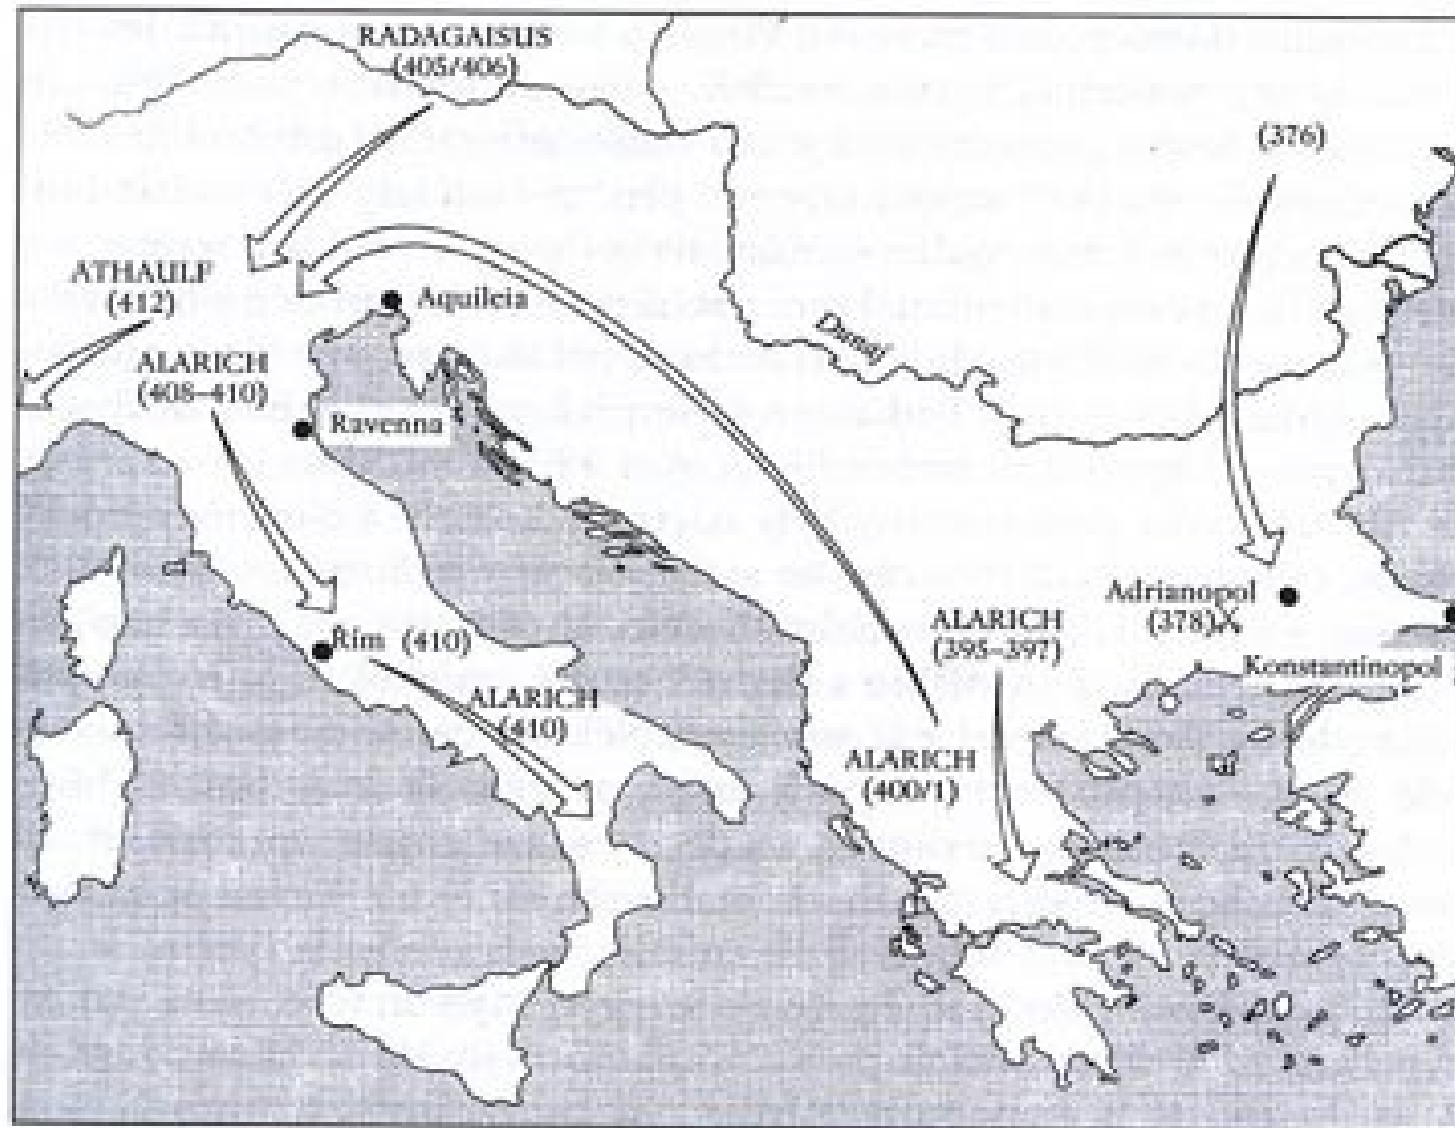 RADAGAISUS
(405/406)
(376)
ATHAULF
(412)
Aquileia
Dunaj
ALARICH
(408–410)
Ravenna
Adrianopol
(378)
ALARICH
(395–397)
Rim (410)
Konstantinopol
ALARICH
(410)
ALARICH
(400/1)